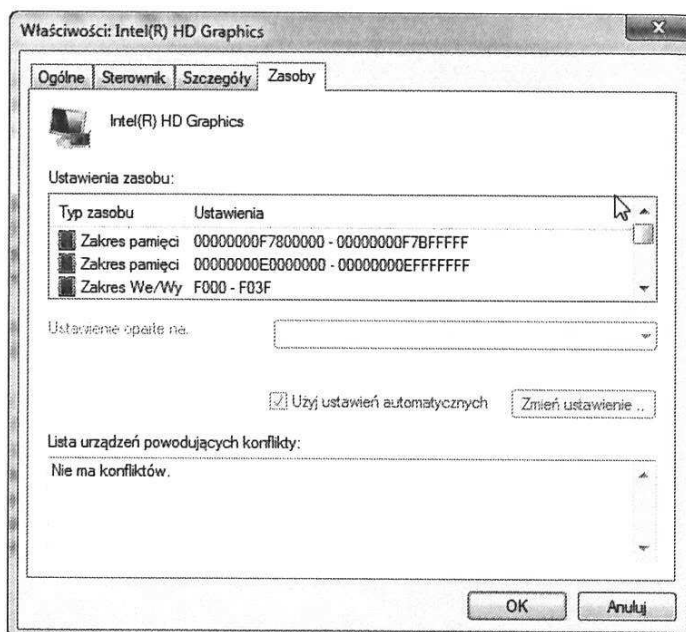 Właściwości: Intel(R) HD Graphics
Ogólne Sterownik Szczegóły Zasoby
Intel(R) HD Graphics
Ustawienia zasobu:
Typ zasobu Ustawienia
Zakres pamięci 00000000F7800000 - 00000000F7BFFFFF
Zakres pamięci 00000000E0000000 - 00000000EFFFFFFF
Zakres We/Wy F000 - F03F
Ustawienie oparte na:
Użyj ustawień automatycznych Zmień ustawienie ..
Lista urządzeń powodujących konflikty:
Nie ma konfliktów.
OK Anuluj